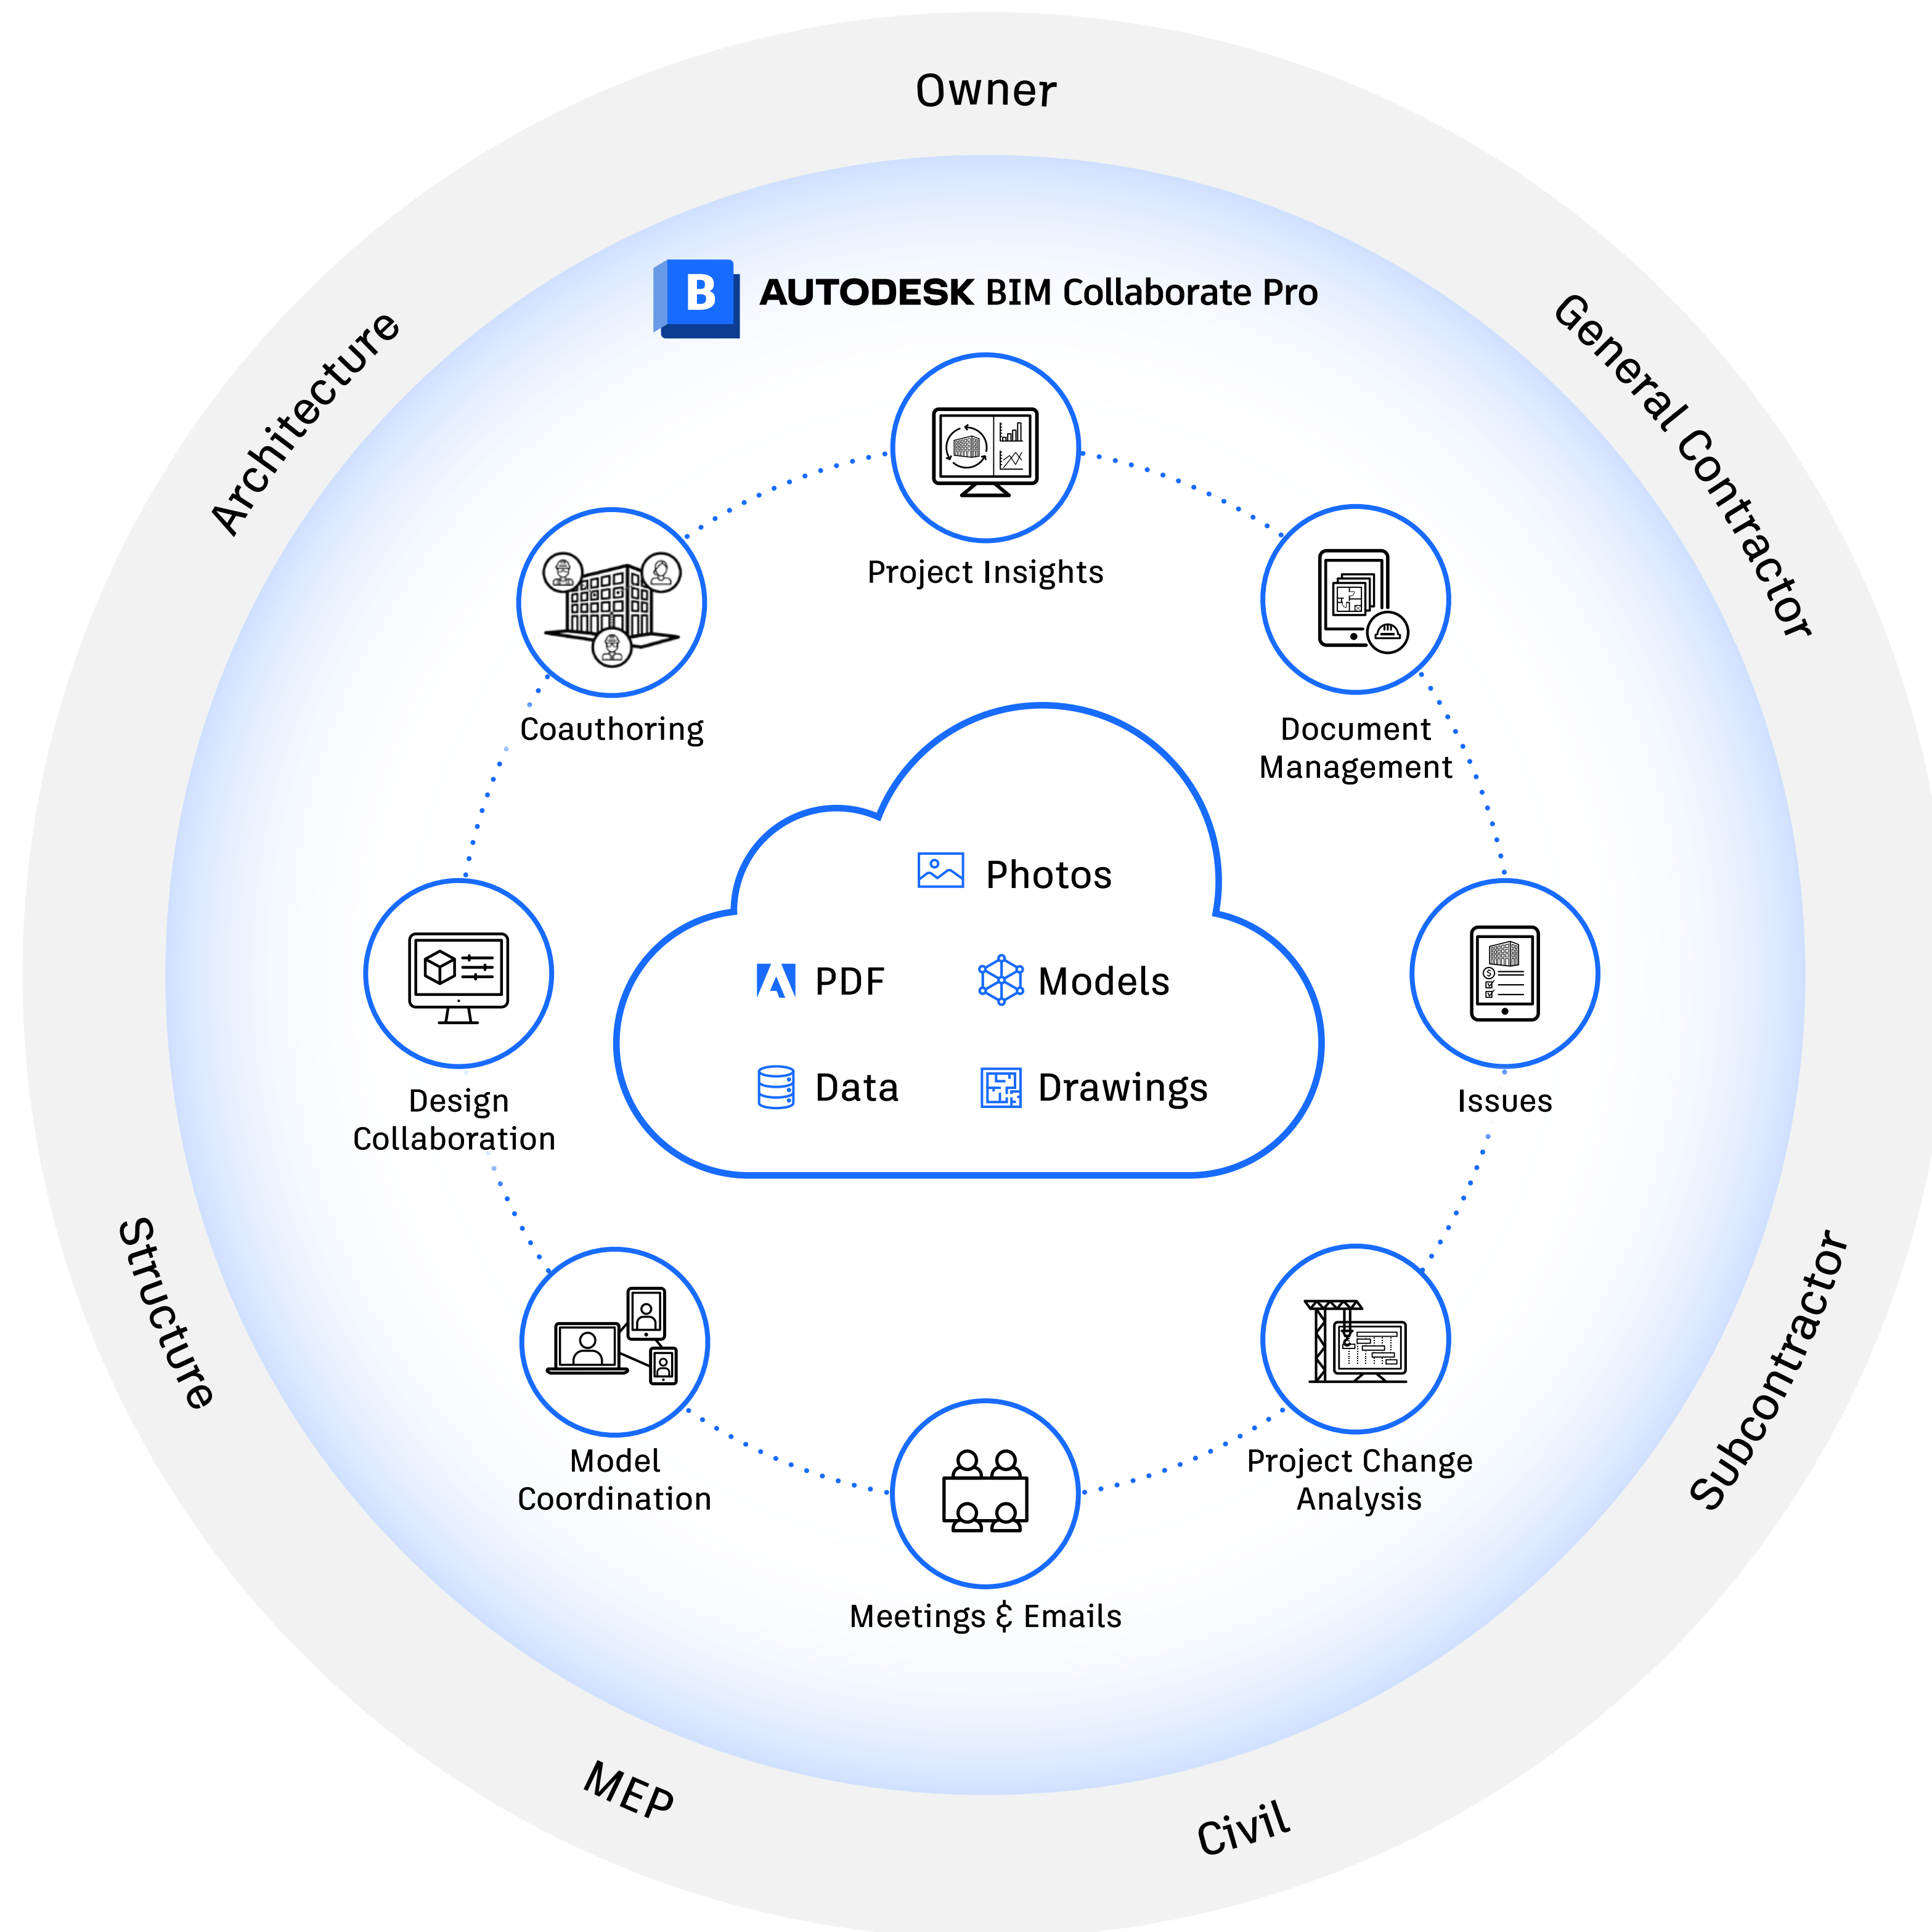 Owner
General Contractor
Subcontractor
Civil
MEP
Structure
Architecture
B
AUTODESK BIM Collaborate Pro
Project Insights
Document
Management
Issues
Project Change
Analysis
Meetings & Emails
Model
Coordination
Design
Collaboration
Coauthoring
Photos
PDF
Models
Data
Drawings